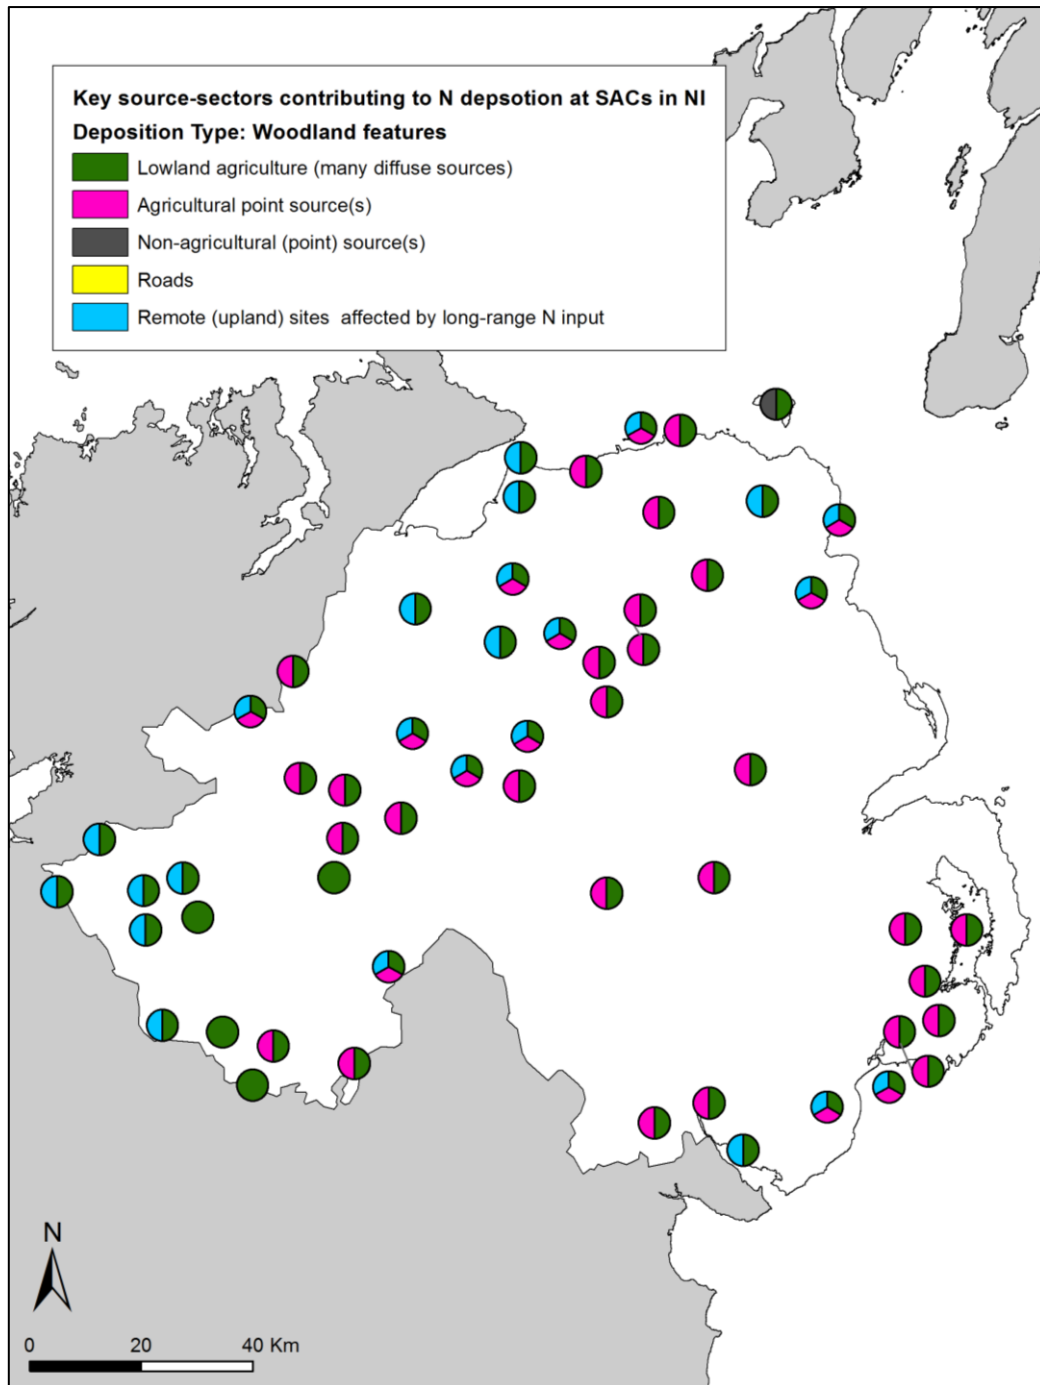 Key source-sectors contributing to N depsotion at SACs in NI
Deposition Type: Woodland features
Lowland agriculture (many diffuse sources)
Agricultural point source(s)
Non-agricultural (point) source(s)
Roads
Remote (upland) sites affected by long-range N input
N
0 20 40 Km